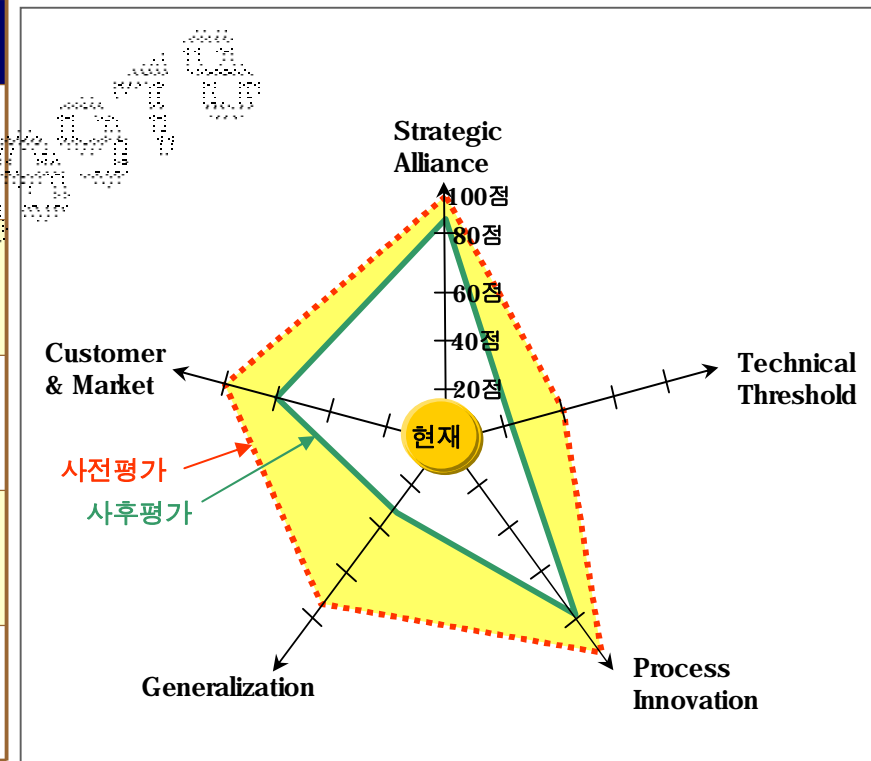 Strategic
Alliance
100점
80점
60점
40점
20점
Customer
& Market
Technical
Threshold
현재
사전평가
사후평가
Generalization
Process
Innovation